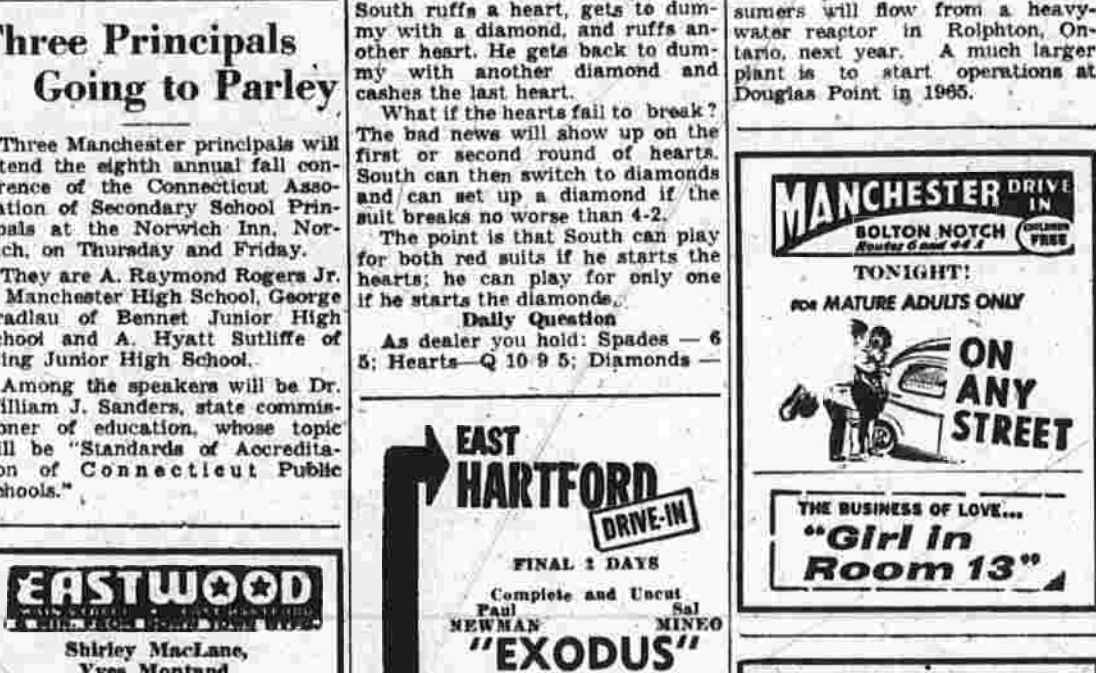 Three Principals
Going to Parley
Three Manchester principals will
tend the eighth annual fall con-
rence of the Connecticut Asso-
ation of Secondary School Prin-
pals at the Norwich Inn, Nor-
ch, on Thursday and Friday.
They are A. Raymond Rogers Jr.
Manchester High School, George
radlau of Bennet Junior High
chool and A. Hyatt Sutliffe of
ing Junior High School.
Among the speakers will be Dr.
illiam J. Sanders, state commis-
oner of education, whose topic
ll be "Standards of Accredita-
on of Connecticut Public
chools."
EASTWOOD
Shirley MacLane,
Yves Montand
South ruffs a heart, gets to dum-
my with a diamond, and ruffs an-
other heart. He gets back to dum-
my with another diamond and
cashes the last heart.
What if the hearts fail to break?
The bad news will show up on the
first or second round of hearts.
South can then switch to diamonds
and can set up a diamond if the
suit breaks no worse than 4-2.
The point is that South can play
for both red suits if he starts the
hearts; he can play for only one
if he starts the diamonds.
Daily Question
As dealer you hold: Spades — 6
5; Hearts—Q 10 9 5; Diamonds —
EAST
HARTFORD
DRIVE-IN
FINAL 2 DAYS
Complete and Uncut
Paul Sal
NEWMAN MINEO
"EXODUS"
sumers will flow from a heavy-
water reactor in Rolphton, On-
tario, next year. A much larger
plant is to start operations at
Douglas Point in 1965.
MANCHESTER DRIVE
IN
BOLTON NOTCH
Routes 6 and 44 A
CHILDREN
FREE
TONIGHT!
FOR MATURE ADULTS ONLY
ON
ANY
STREET
THE BUSINESS OF LOVE...
"Girl in
Room 13"